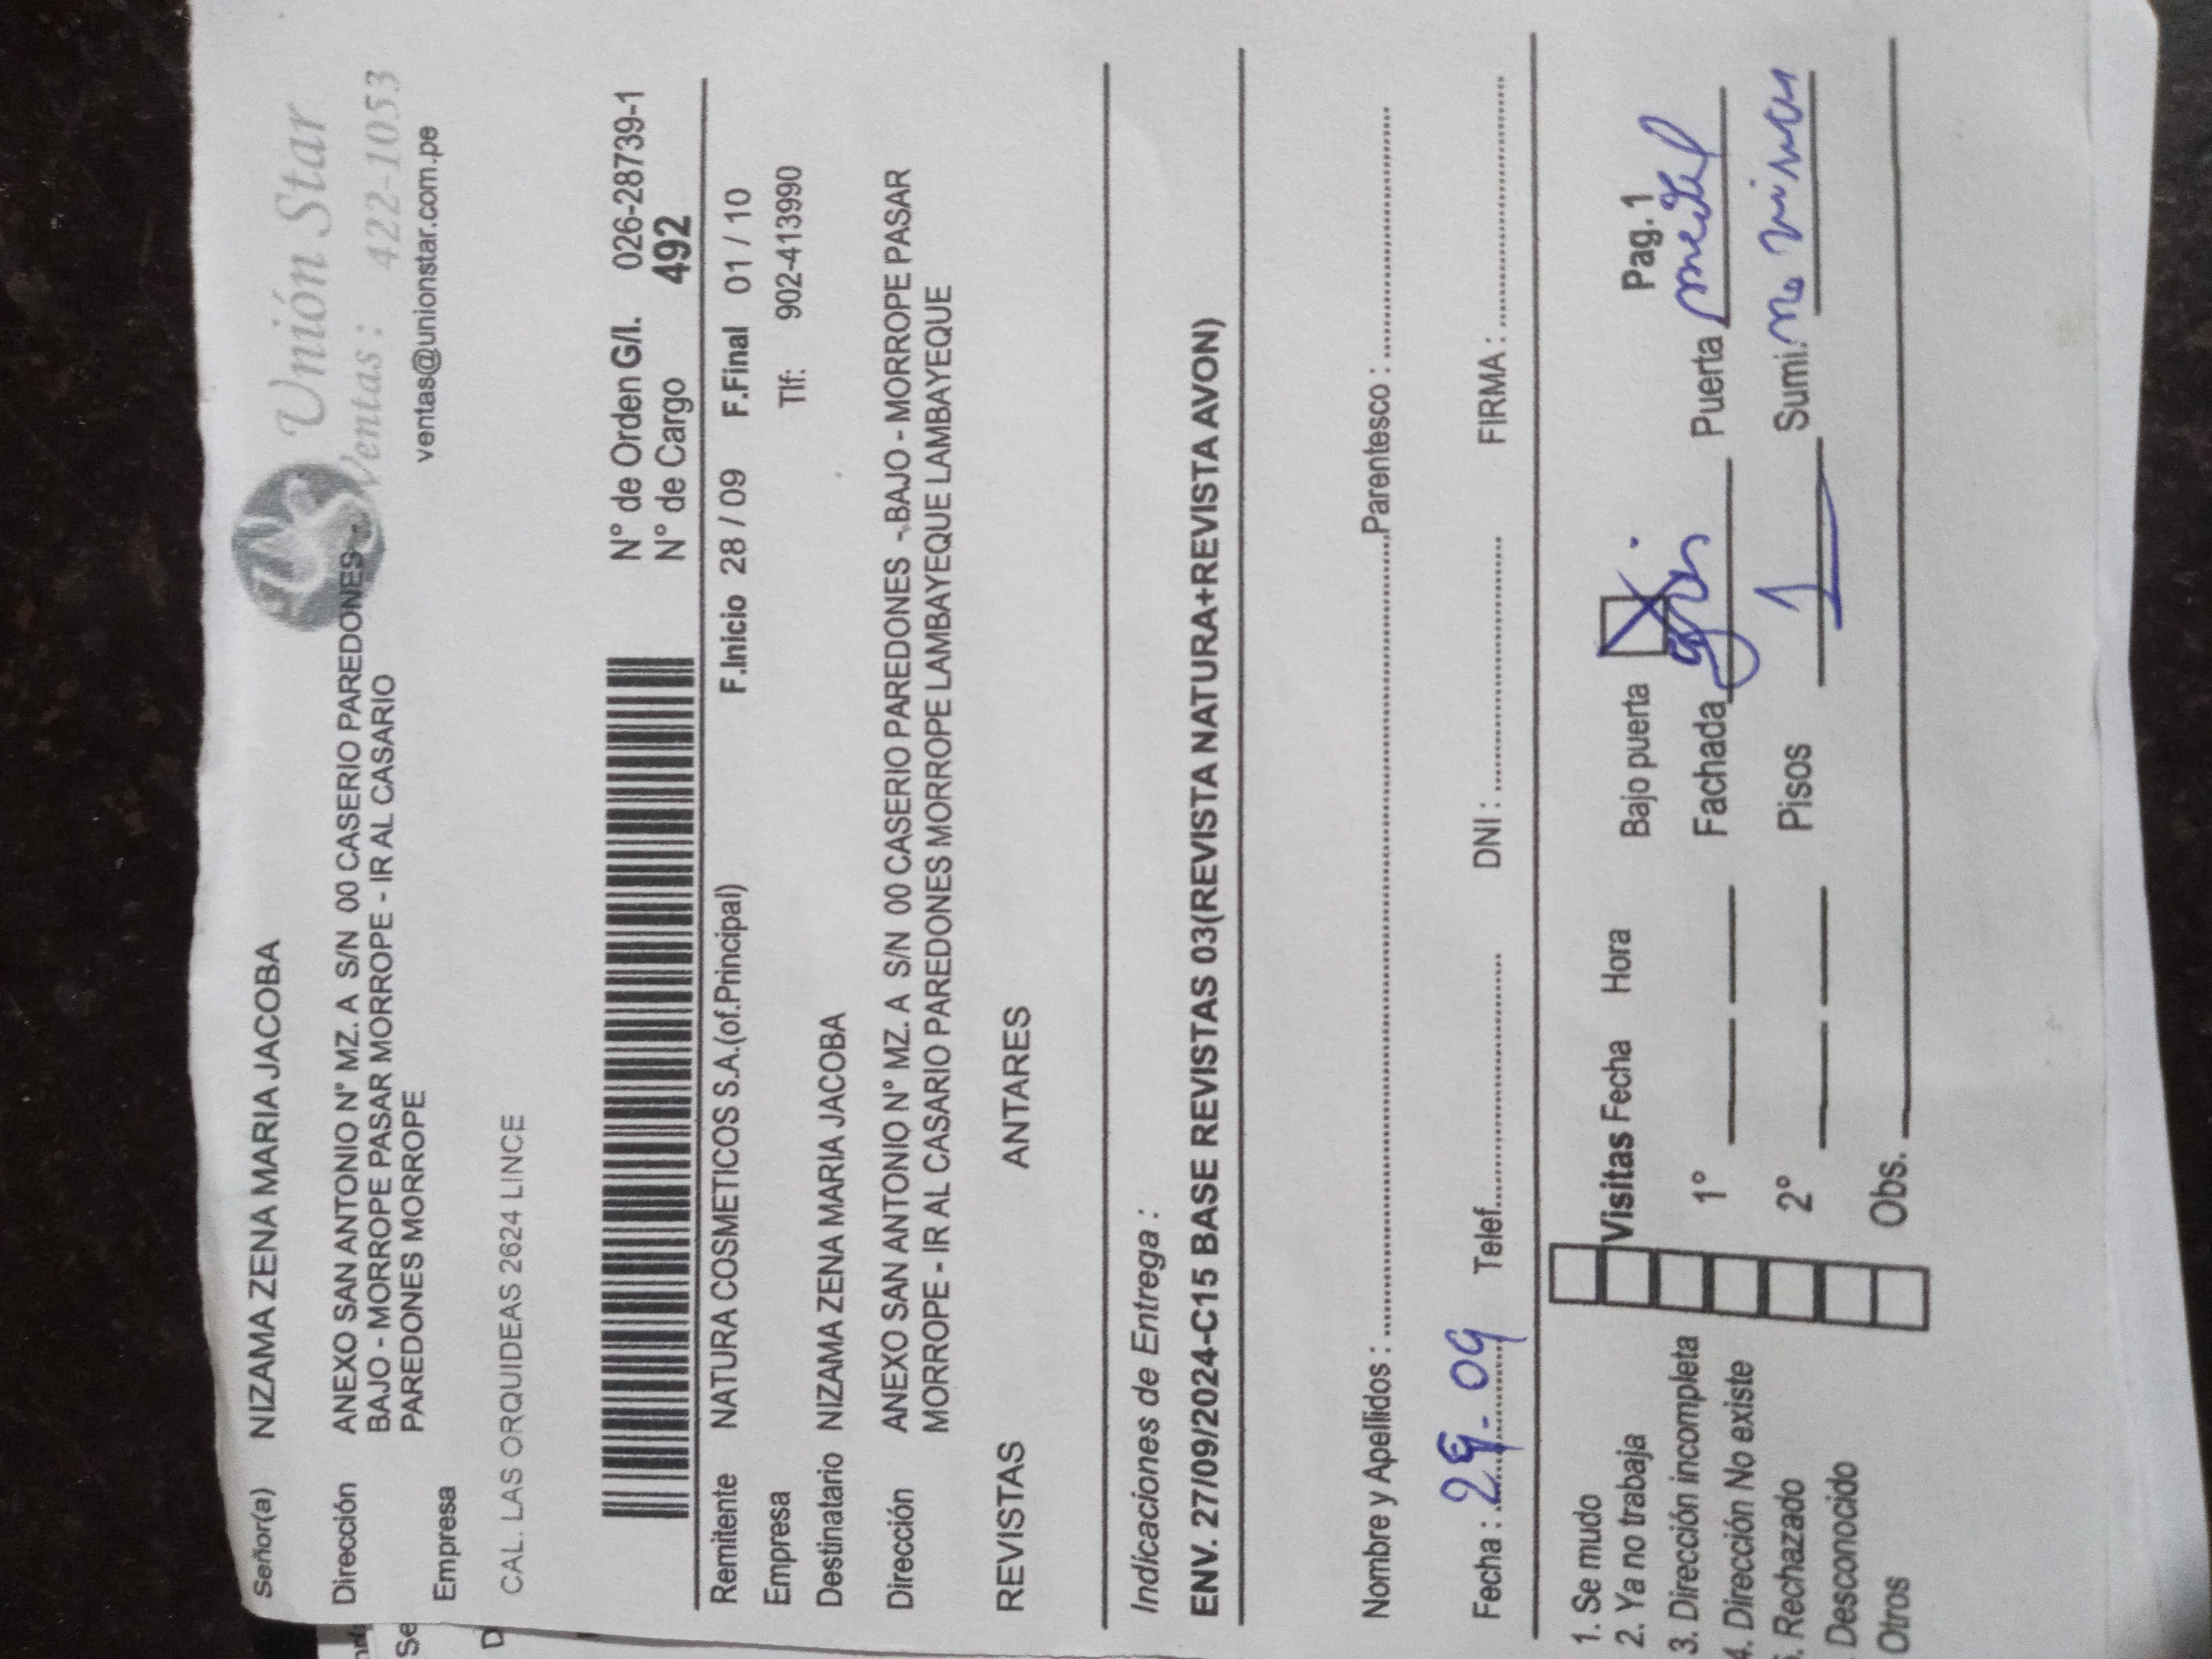 Señor(a) NIZAMA ZENA MARIA JACOBA
Unión Star
Ventas : 422-1053
ventas@unionstar.com.pe
Dirección ANEXO SAN ANTONIO N° MZ. A S/N 00 CASERIO PAREDONES -
BAJO - MORROPE PASAR MORROPE - IR AL CASARIO
PAREDONES MORROPE
Empresa
CAL. LAS ORQUIDEAS 2624 LINCE
N° de Orden G/I. 026-28739-1
N° de Cargo 492
Remitente NATURA COSMETICOS S.A.(of.Principal) F.Inicio 28 / 09 F.Final 01 / 10
Empresa Tlf: 902-413990
Destinatario NIZAMA ZENA MARIA JACOBA
Dirección ANEXO SAN ANTONIO N° MZ. A S/N 00 CASERIO PAREDONES - BAJO - MORROPE PASAR
MORROPE - IR AL CASARIO PAREDONES MORROPE LAMBAYEQUE LAMBAYEQUE
REVISTAS ANTARES
Indicaciones de Entrega :
ENV. 27/09/2024-C15 BASE REVISTAS 03(REVISTA NATURA+REVISTA AVON)
Nombre y Apellidos : Parentesco :
Fecha : 29-09 Telef. DNI : FIRMA :
1. Se mudo
2. Ya no trabaja
3. Dirección incompleta
4. Dirección No existe
. Rechazado
Desconocido
Otros
Visitas Fecha Hora Bajo puerta Pag. 1
1° Fachada Puerta metal
2° Pisos 1 Sumi.
Obs.